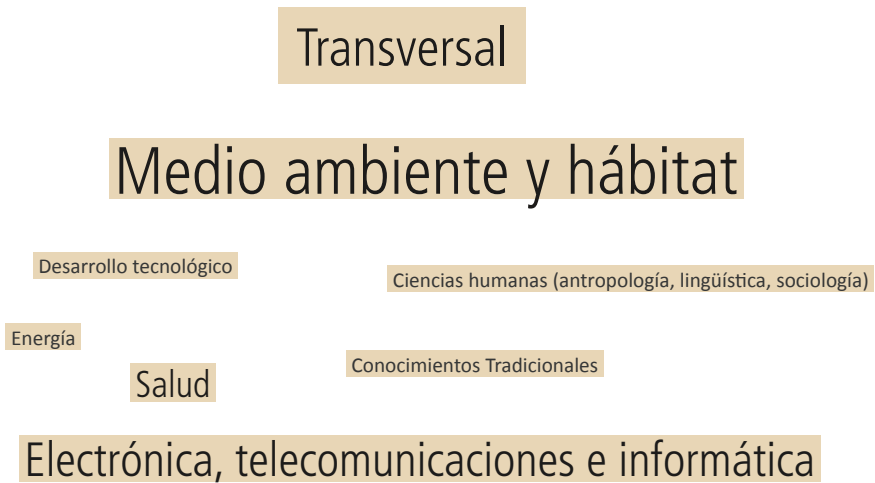 Transversal
Medio ambiente y hábitat
Desarrollo tecnológico
Ciencias humanas (antropología, lingüística, sociología)
Energía
Conocimientos Tradicionales
Salud
Electrónica, telecomunicaciones e informática